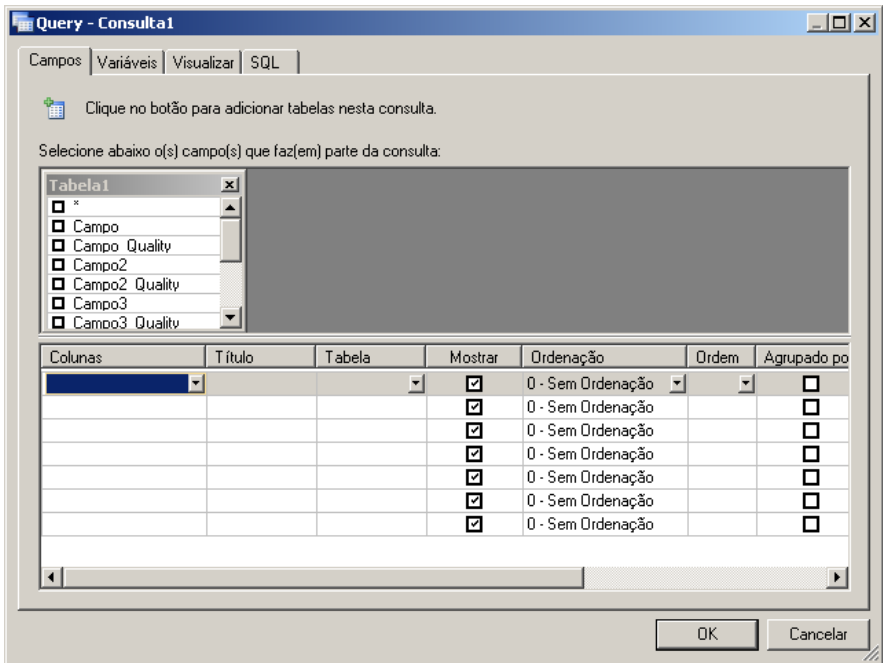 Query - Consulta1
Campos Variáveis Visualizar SQL
Clique no botão para adicionar tabelas nesta consulta.
Selecione abaixo o(s) campo(s) que faz(em) parte da consulta:
Tabela1
*
Campo
Campo_Quality
Campo2
Campo2_Quality
Campo3
Campo3_Quality
Colunas Título Tabela Mostrar Ordenação Ordem Agrupado po
0 - Sem Ordenação
0 - Sem Ordenação
0 - Sem Ordenação
0 - Sem Ordenação
0 - Sem Ordenação
0 - Sem Ordenação
0 - Sem Ordenação
OK Cancelar